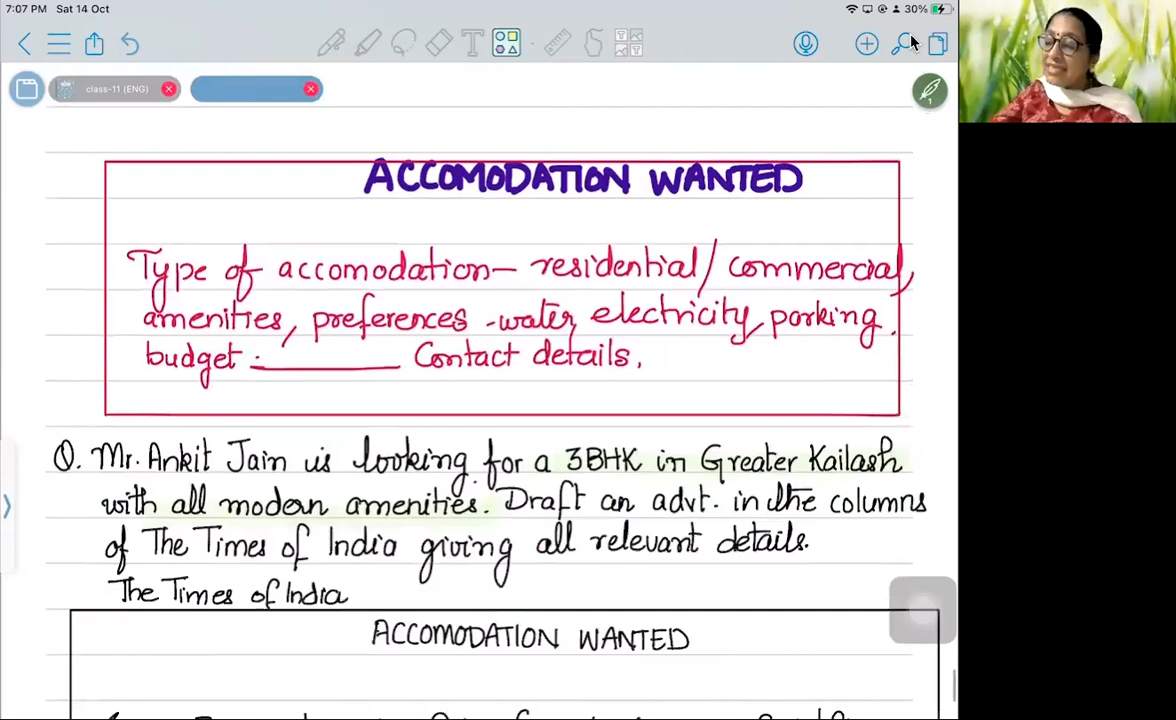 7:07 PM Sat 14 Oct
30%
class-11 (ENG)
1
ACCOMODATION WANTED
Type of accomodation- residential/commercial,
amenities, preferences -water, electricity, parking.
budget :- ________ Contact details.
Q. Mr. Ankit Jain is looking for a 3BHK in Greater Kailash
with all modern amenities. Draft an advt. in the columns
of The Times of India giving all relevant details.
The Times of India
ACCOMODATION WANTED